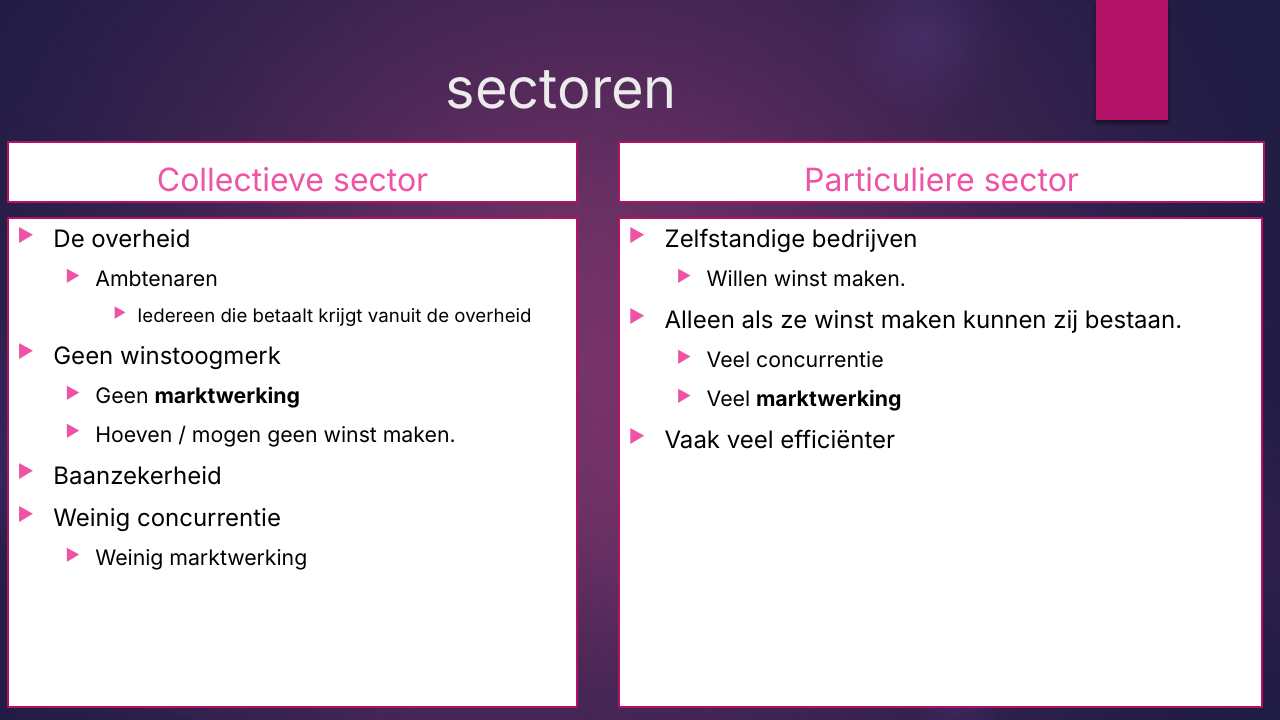 sectoren
Collectieve sector
De overheid
Ambtenaren
Iedereen die betaalt krijgt vanuit de overheid
Geen winstoogmerk
Geen marktwerking
Hoeven / mogen geen winst maken.
Baanzekerheid
Weinig concurrentie
Weinig marktwerking
Particuliere sector
Zelfstandige bedrijven
Willen winst maken.
Alleen als ze winst maken kunnen zij bestaan.
Veel concurrentie
Veel marktwerking
Vaak veel efficiënter